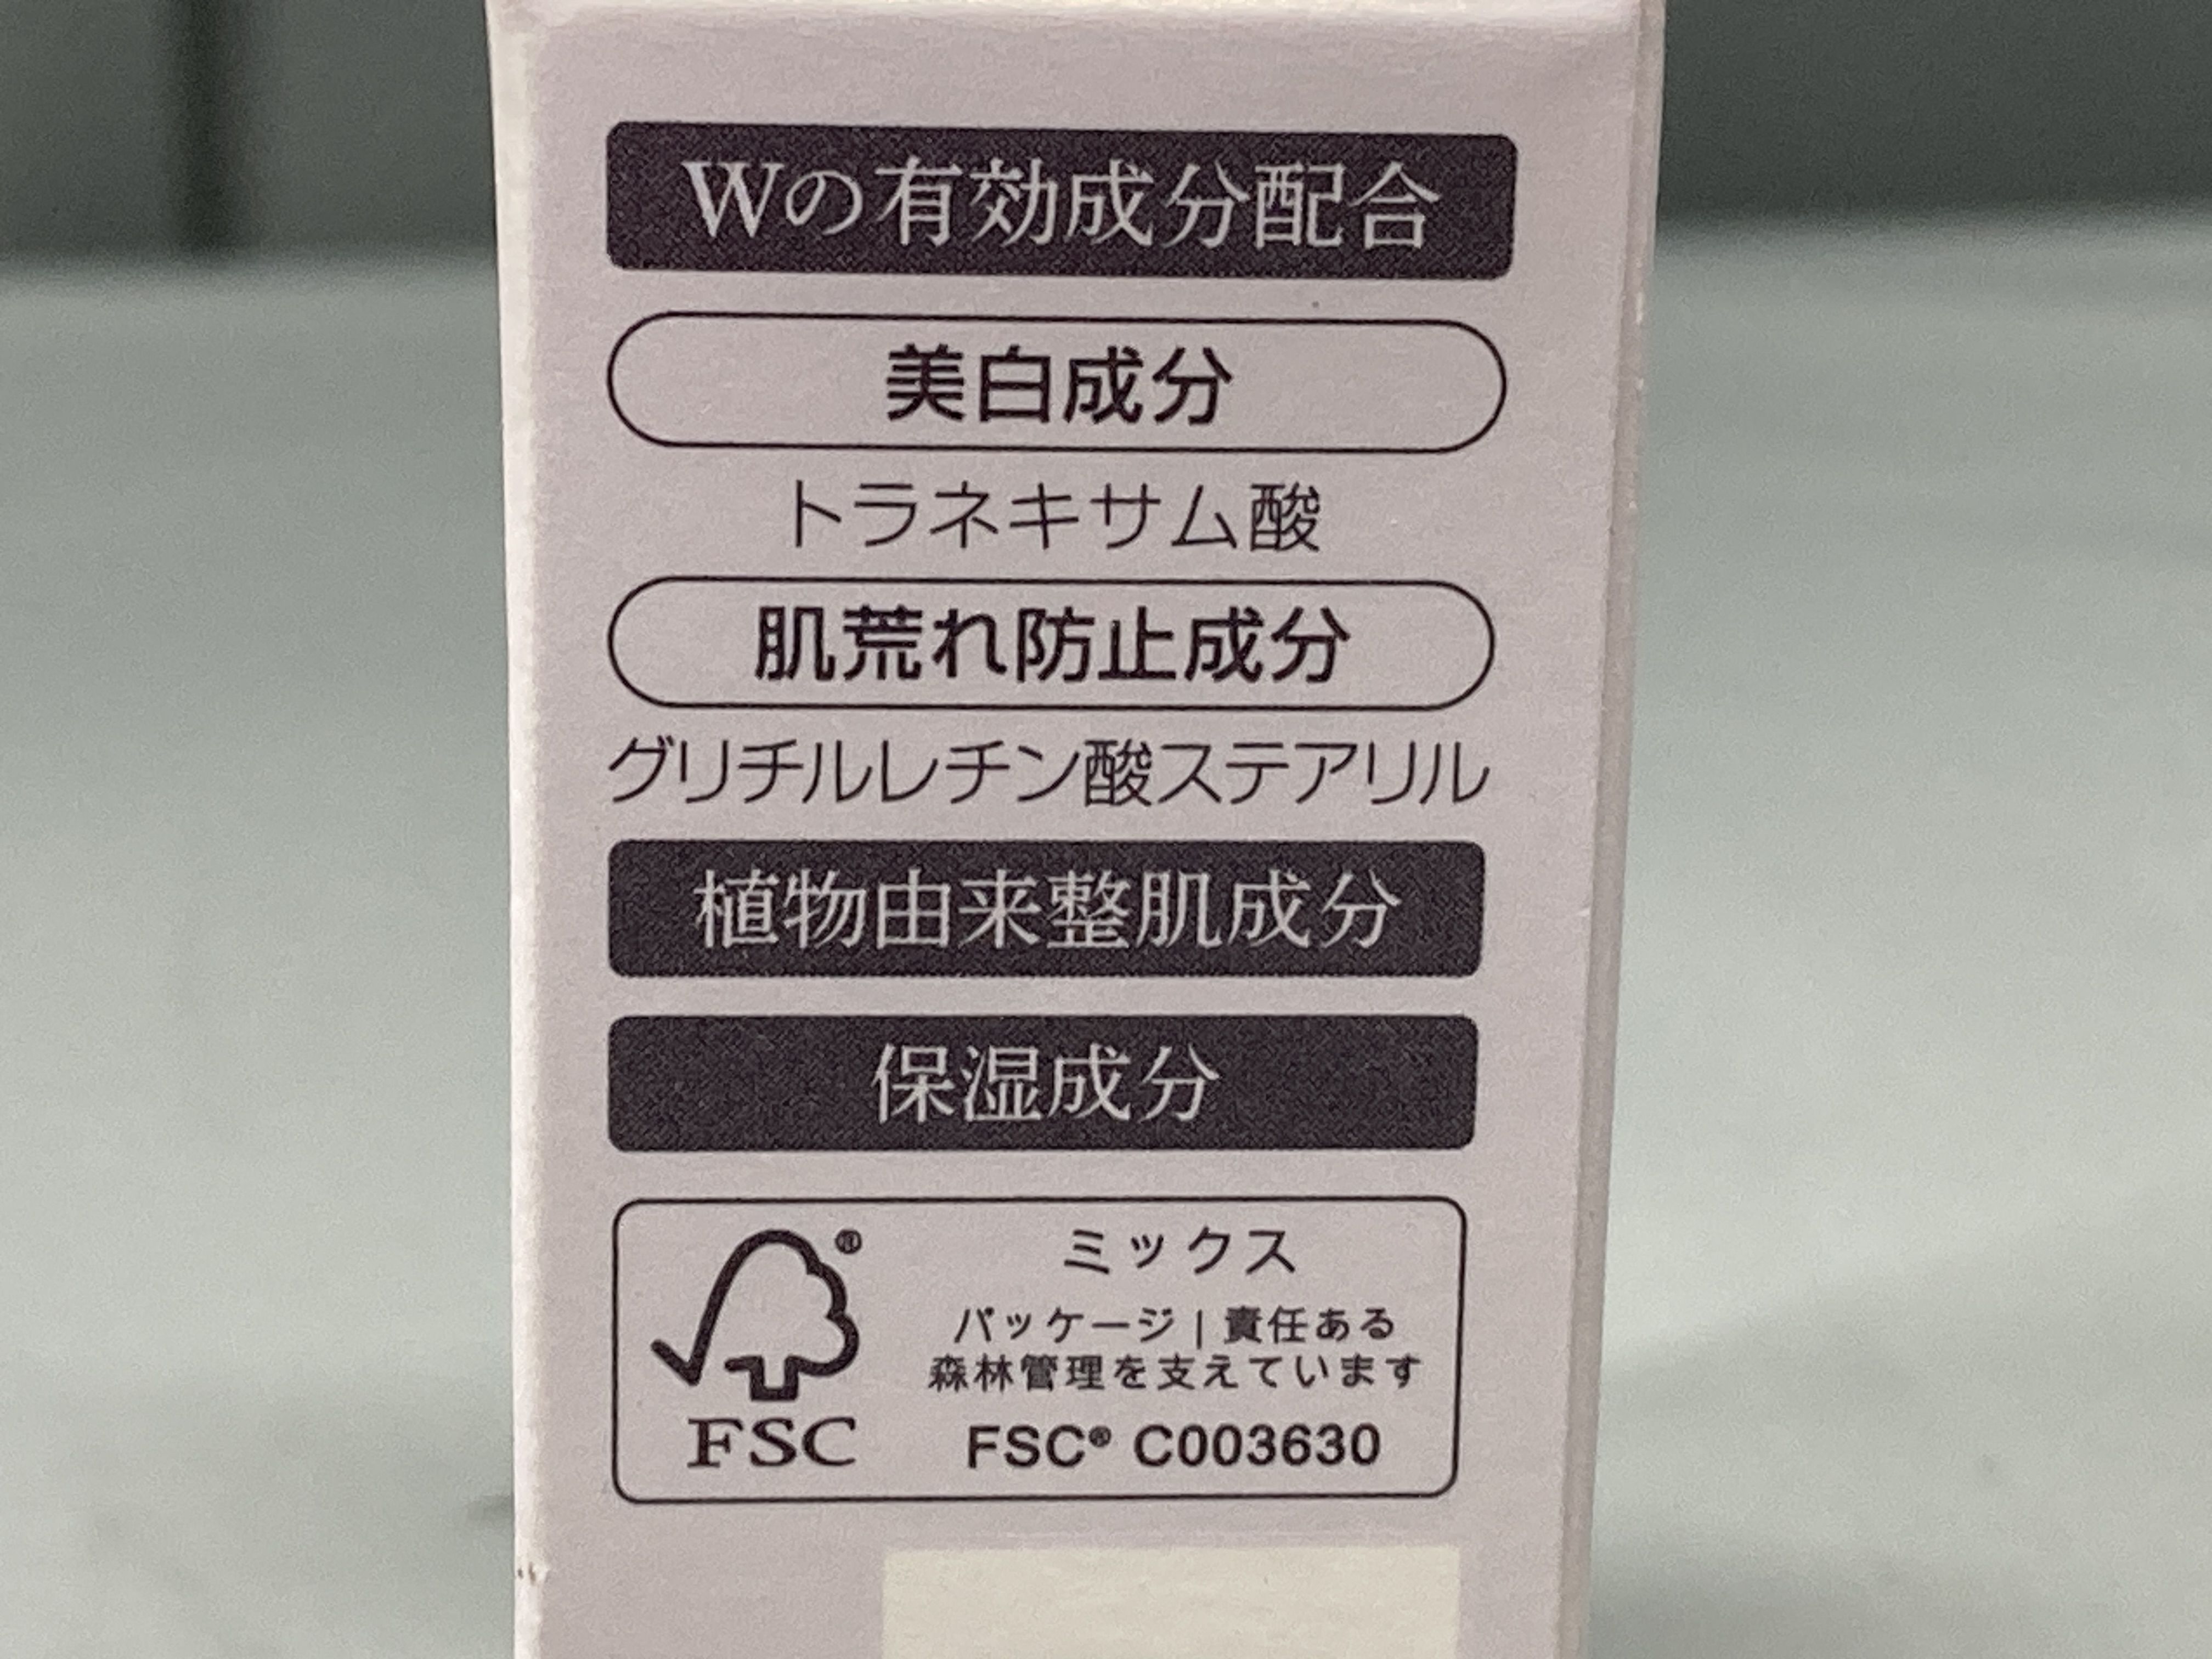 Wの有効成分配合
美白成分
トラネキサム酸
肌荒れ防止成分
グリチルレチン酸ステアリル
植物由来整肌成分
保湿成分
®
FSC
ミックス
パッケージ | 責任ある
森林管理を支えています
FSC® C003630